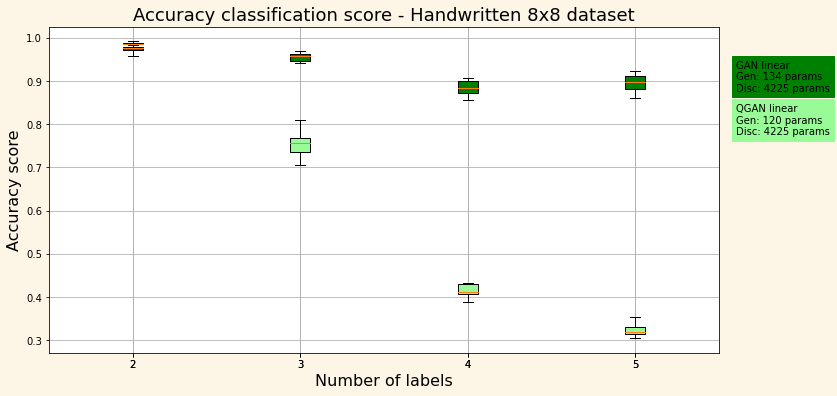 Accuracy classification score - Handwritten 8x8 dataset
1.0
0.9
0.8
0.7
0.6
0.5
0.4
0.3
Accuracy score
2 3 4 5
Number of labels
GAN linear
Gen: 134 params
Disc: 4225 params
QGAN linear
Gen: 120 params
Disc: 4225 params